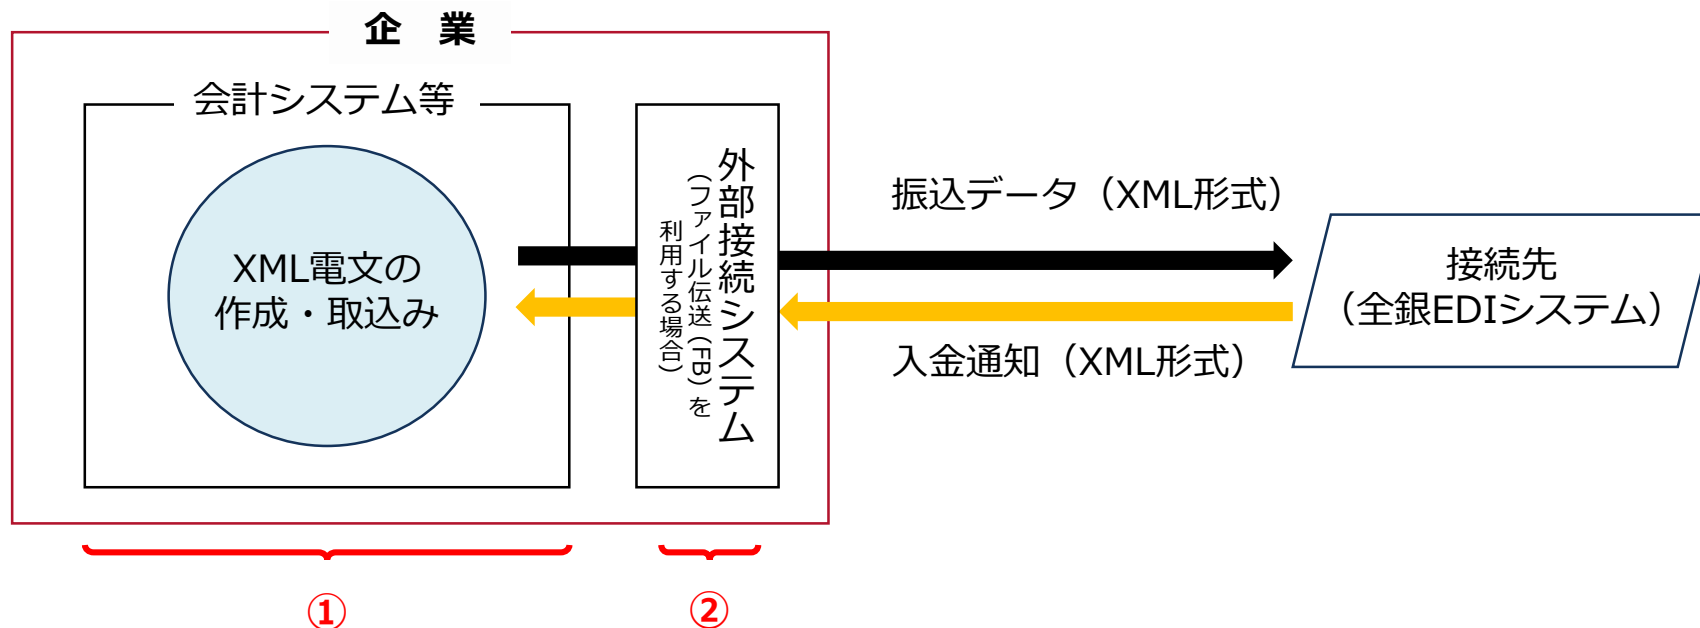 企　業
会計システム等
XML電文の
作成・取込み
外部接続システム
（ファイル伝送（FB）を
利用する場合）
振込データ（XML形式）
入金通知（XML形式）
接続先
（全銀EDIシステム）
①
②